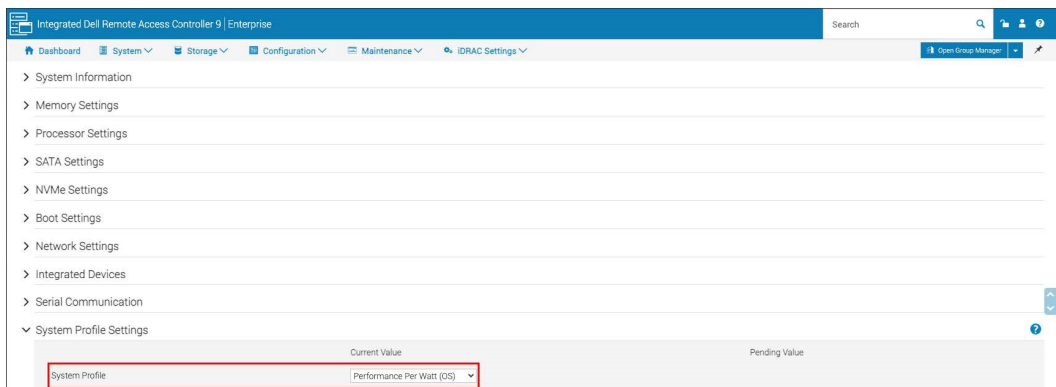 Integrated Dell Remote Access Controller 9 | Enterprise
Search
Dashboard System Storage Configuration Maintenance iDRAC Settings Open Group Manager
System Information
Memory Settings
Processor Settings
SATA Settings
NVMe Settings
Boot Settings
Network Settings
Integrated Devices
Serial Communication
System Profile Settings
Current Value Pending Value
System Profile Performance Per Watt (OS)